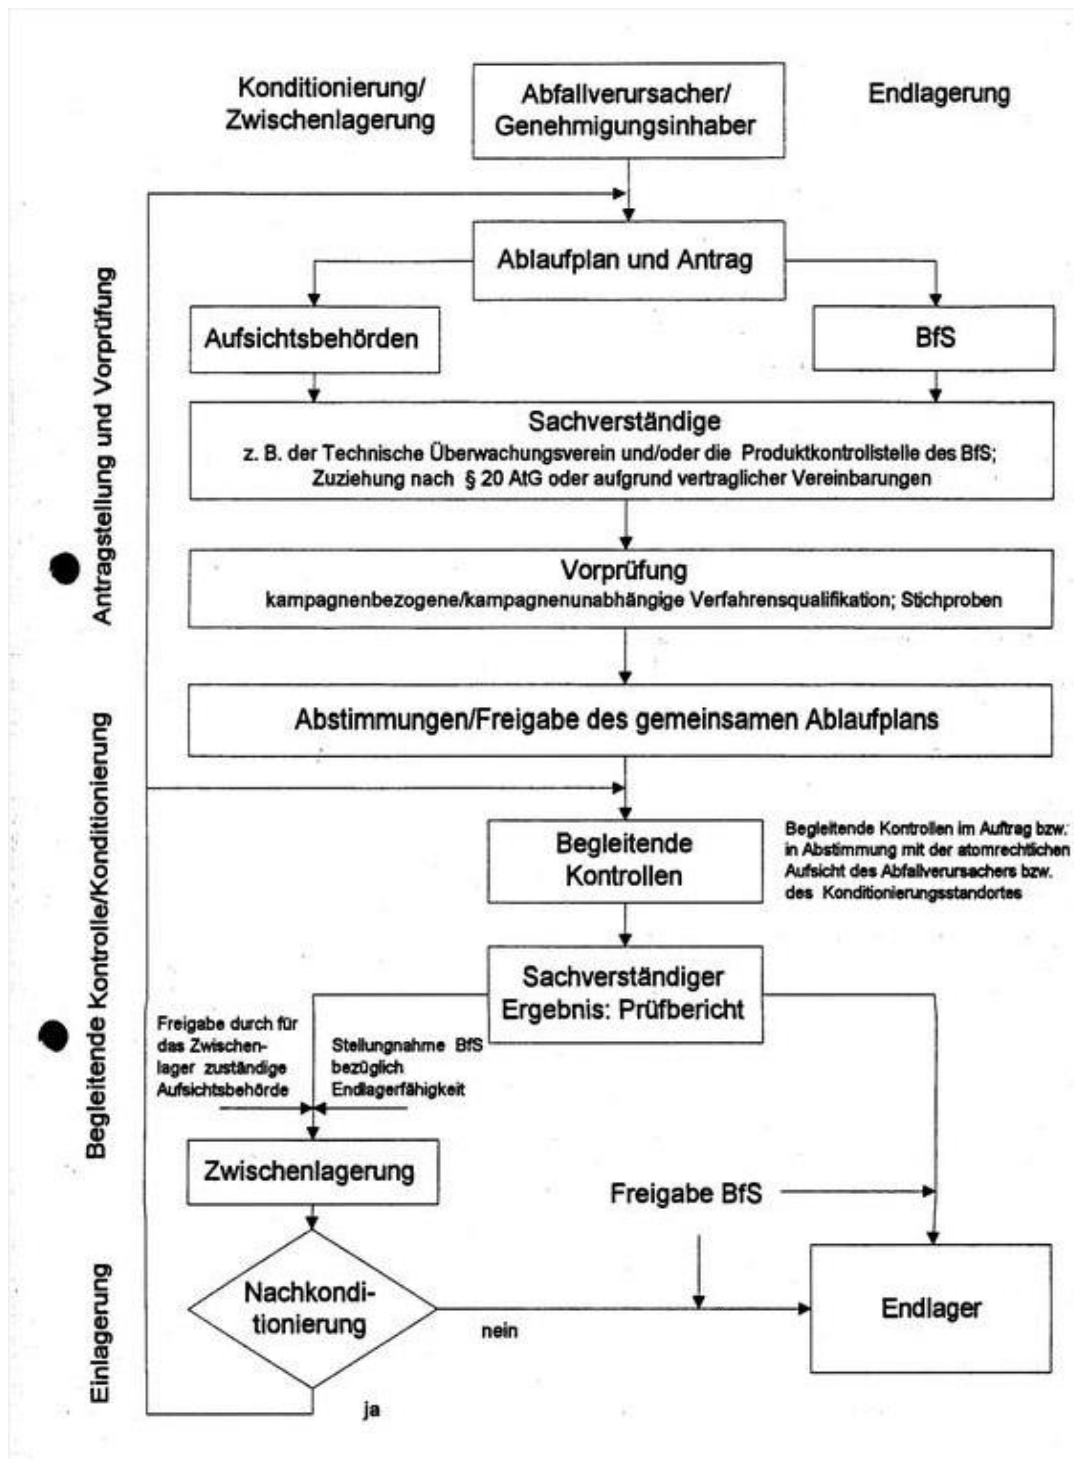 Konditionierung/
Zwischenlagerung
Abfallverursacher/
Genehmigungsinhaber
Endlagerung
Ablaufplan und Antrag
Aufsichtsbehörden
BfS
Sachverständige
z. B. der Technische Überwachungsverein und/oder die Produktkontrollstelle des BfS;
Zuziehung nach § 20 AtG oder aufgrund vertraglicher Vereinbarungen
Antragstellung und Vorprüfung
Vorprüfung
kampagnenbezogene/kampagnenunabhängige Verfahrensqualifikation; Stichproben
Abstimmungen/Freigabe des gemeinsamen Ablaufplans
Begleitende Kontrolle/Konditionierung
Begleitende
Kontrollen
Begleitende Kontrollen im Auftrag bzw.
in Abstimmung mit der atomrechtlichen
Aufsicht des Abfallverursachers bzw.
des Konditionierungsstandortes
Sachverständiger
Ergebnis: Prüfbericht
Freigabe durch für
das Zwischen-
lager zuständige
Aufsichtsbehörde
Stellungnahme BfS
bezüglich
Endlagerfähigkeit
Zwischenlagerung
Freigabe BfS
Einlagerung
Nachkondi-
tionierung
nein
Endlager
ja